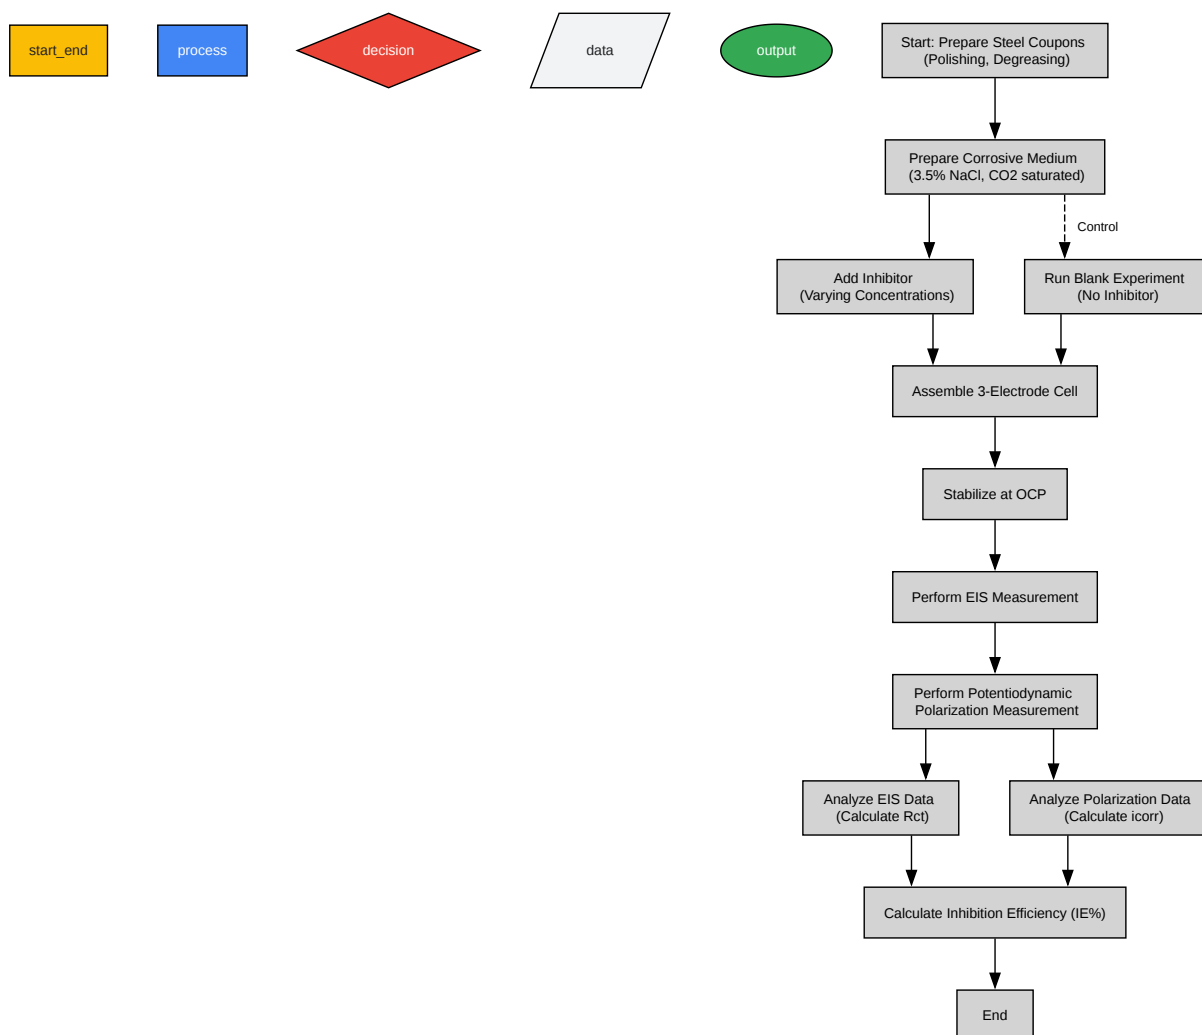 start_end
process
decision
data
output
Start: Prepare Steel Coupons
(Polishing, Degreasing)
Prepare Corrosive Medium
(3.5% NaCl, CO2 saturated)
Control
Add Inhibitor
(Varying Concentrations)
Run Blank Experiment
(No Inhibitor)
Assemble 3-Electrode Cell
Stabilize at OCP
Perform EIS Measurement
Perform Potentiodynamic
Polarization Measurement
Analyze EIS Data
(Calculate Rct)
Analyze Polarization Data
(Calculate icorr)
Calculate Inhibition Efficiency (IE%)
End